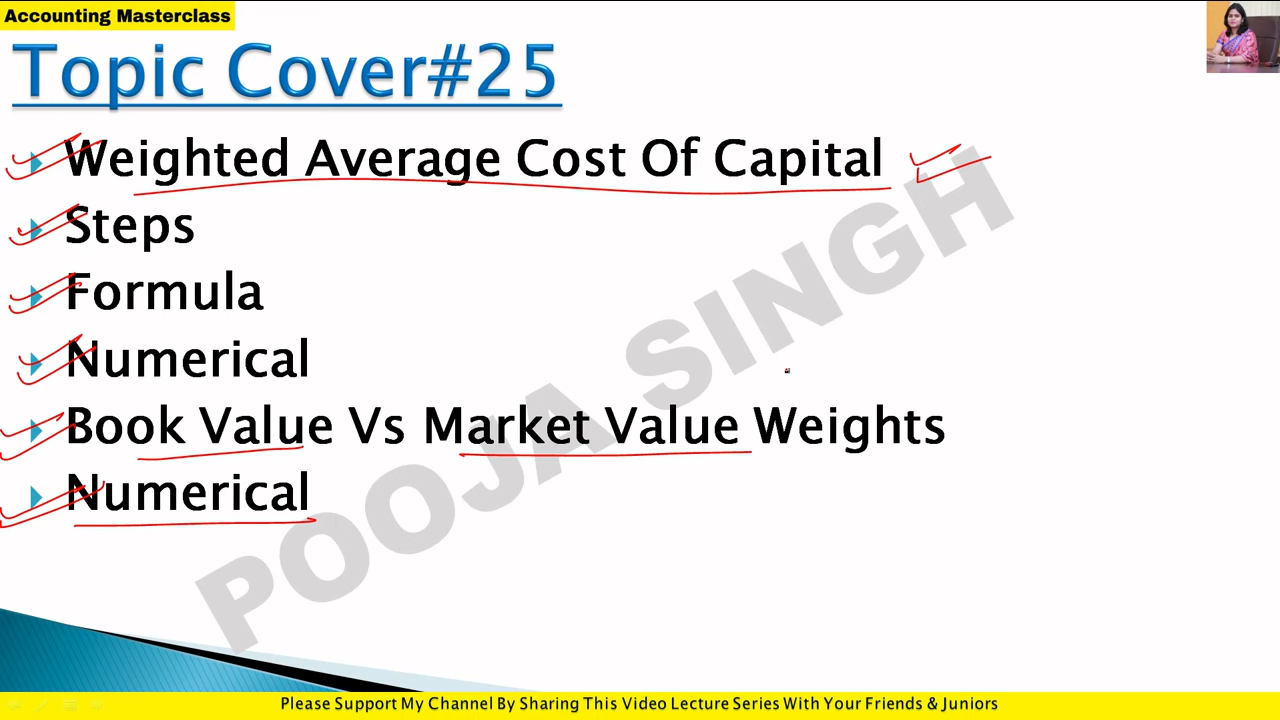 Accounting Masterclass
Topic Cover#25
Weighted Average Cost Of Capital
Steps
Formula
Numerical
Book Value Vs Market Value Weights
Numerical
POOJA SINGH
Please Support My Channel By Sharing This Video Lecture Series With Your Friends & Juniors